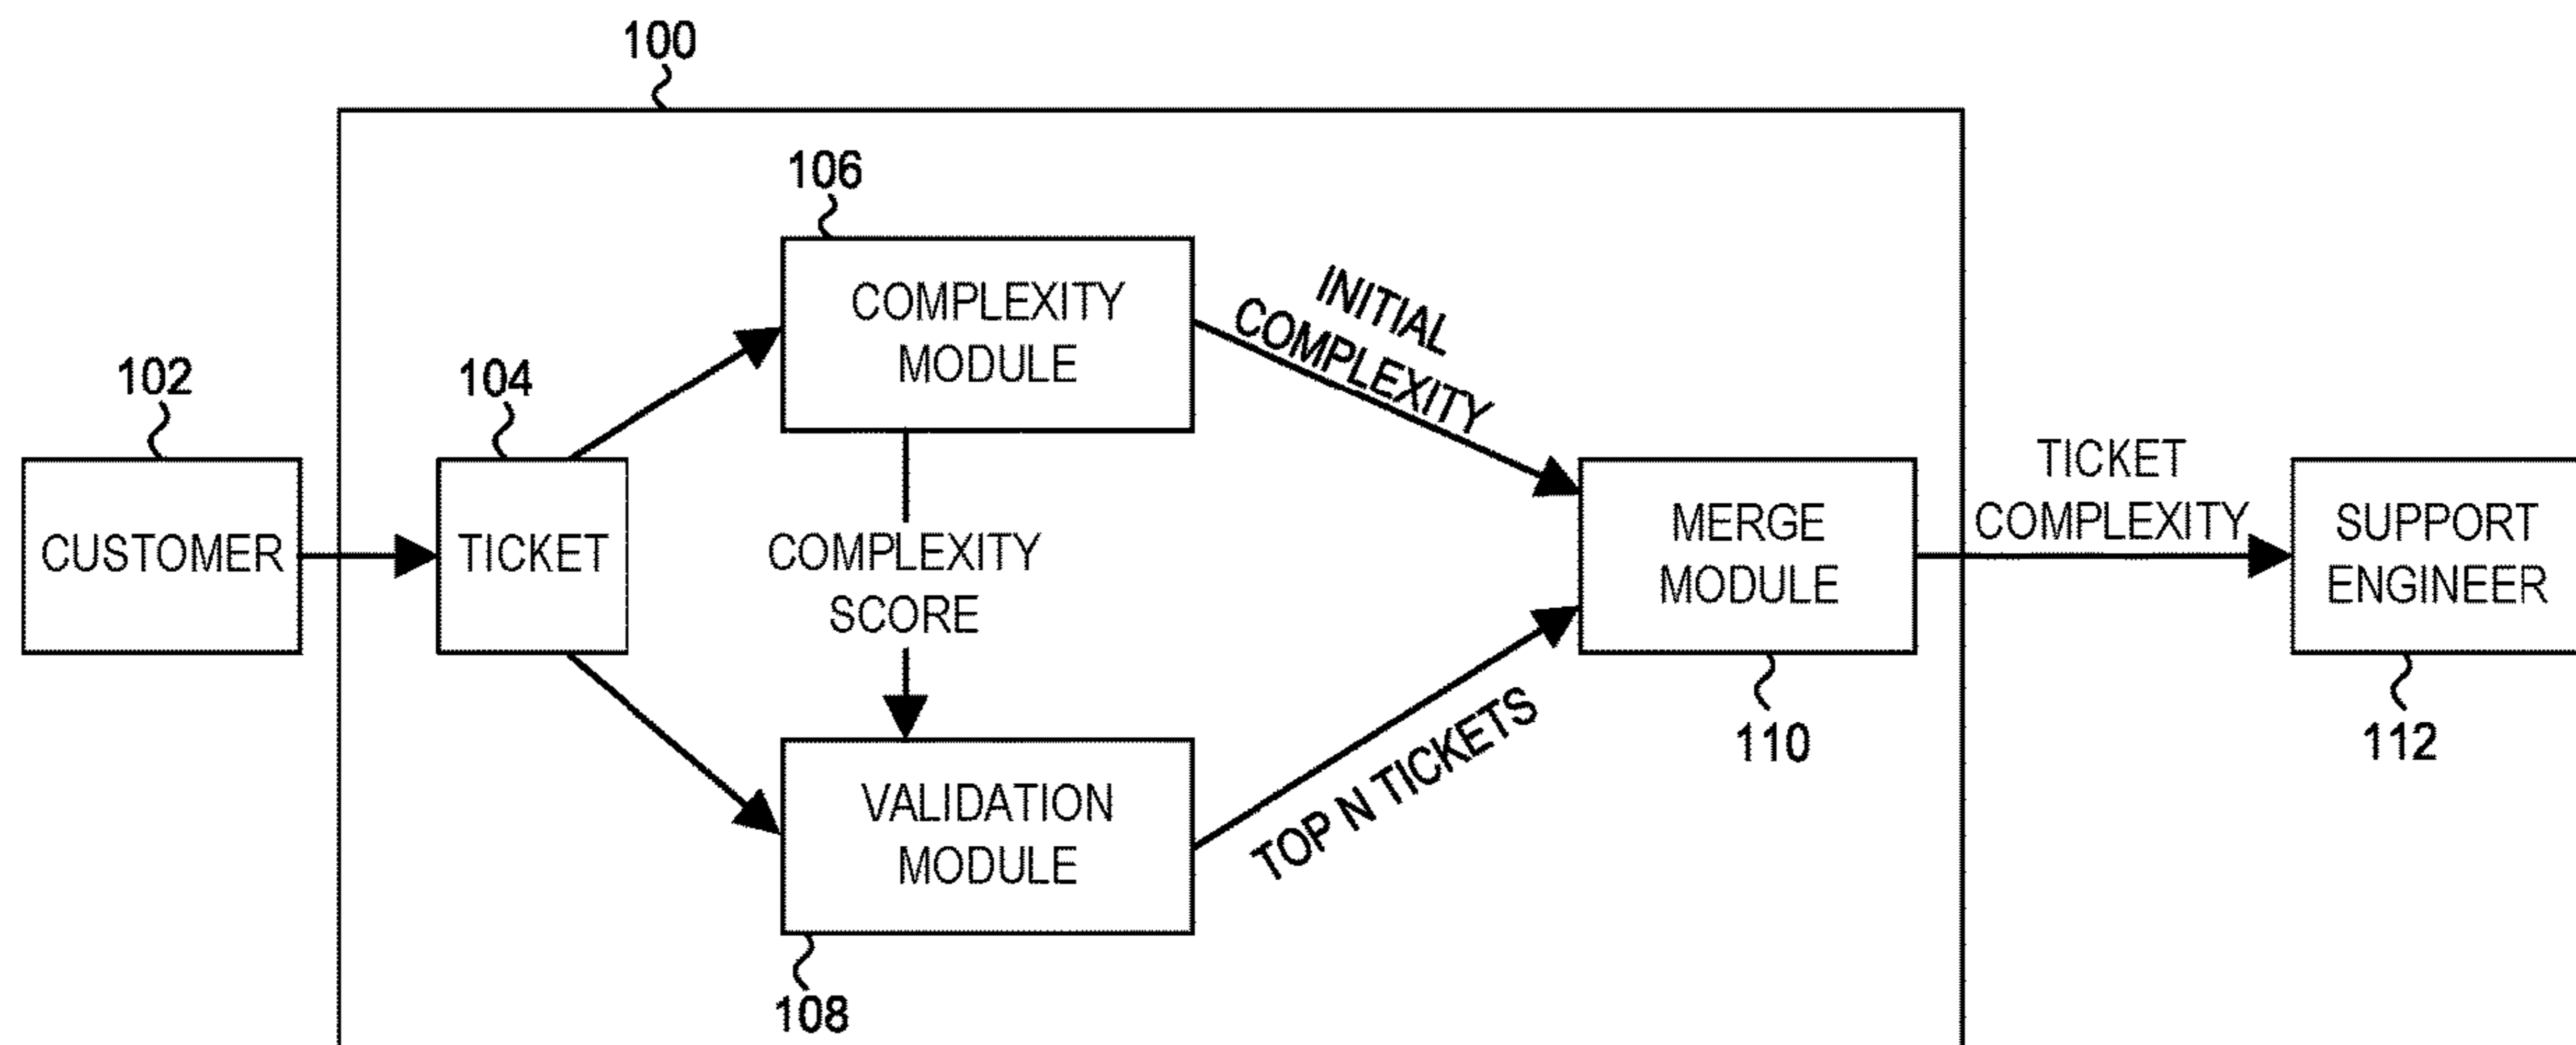 100
106
COMPLEXITY
MODULE
INITIAL
COMPLEXITY
102
104
CUSTOMER
TICKET
COMPLEXITY
SCORE
MERGE
MODULE
TICKET
COMPLEXITY
SUPPORT
ENGINEER
VALIDATION
MODULE
TOP N TICKETS
110
112
108